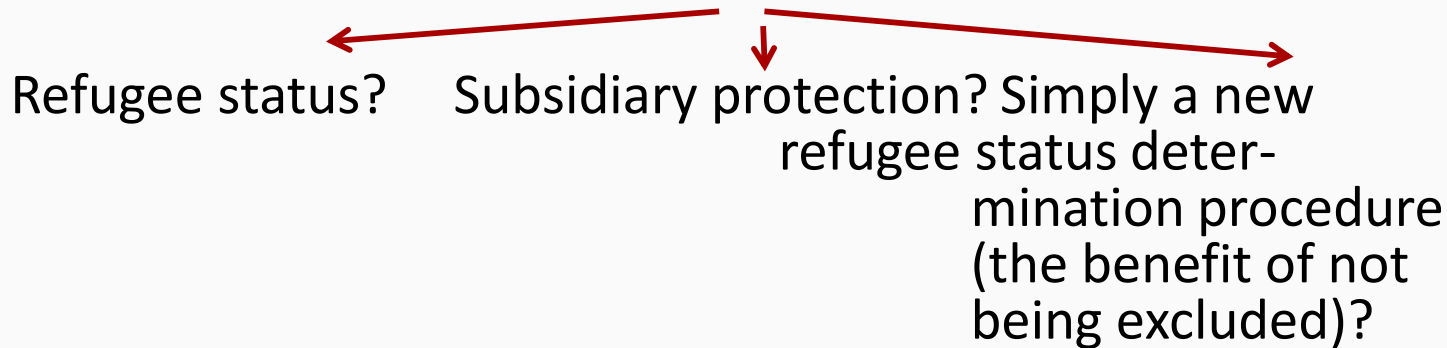 Refugee status? Subsidiary protection? Simply a new
refugee status deter-
mination procedure
(the benefit of not
being excluded)?